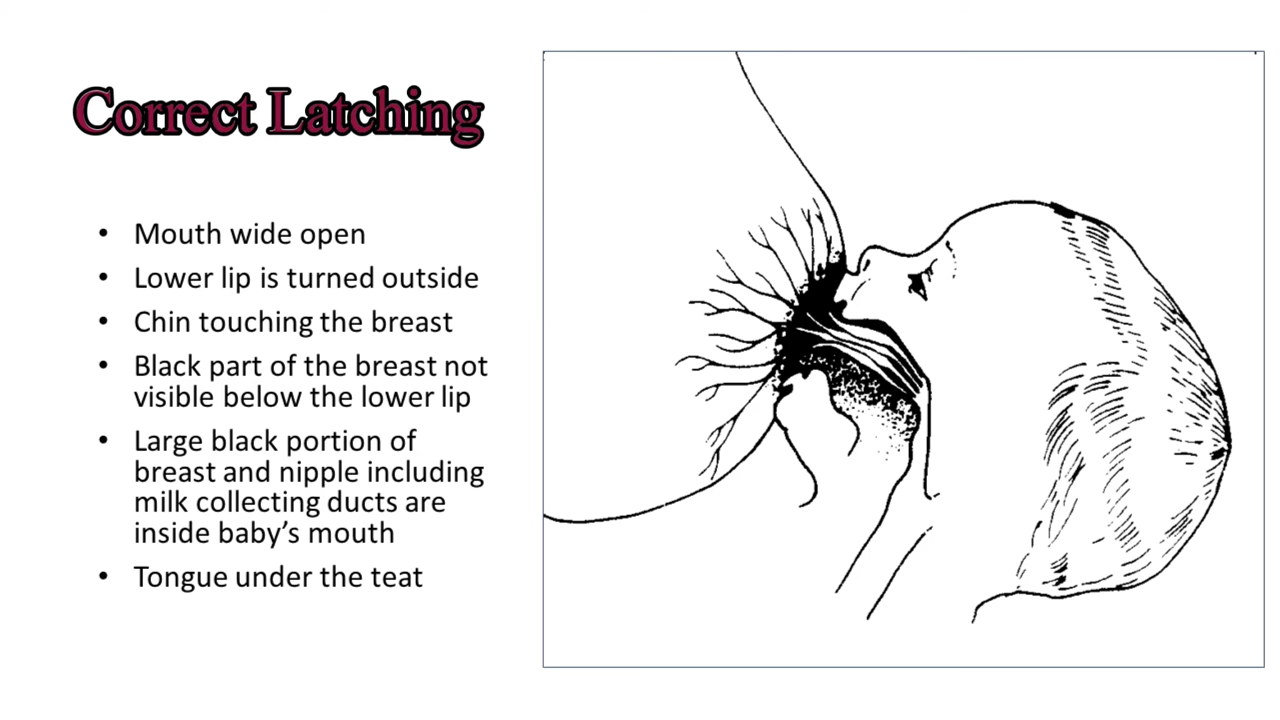 Correct Latching
• Mouth wide open
• Lower lip is turned outside
• Chin touching the breast
• Black part of the breast not
visible below the lower lip
• Large black portion of
breast and nipple including
milk collecting ducts are
inside baby’s mouth
• Tongue under the teat